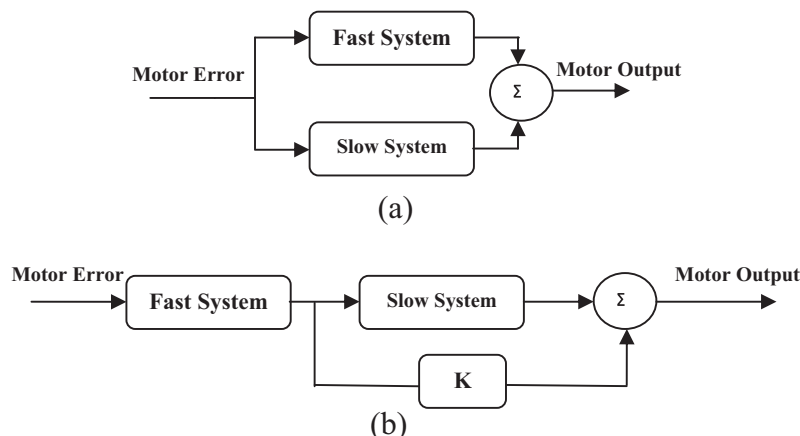 Fast System
Motor Error
Motor Output
Σ
Slow System
(a)
Motor Error
Motor Output
Fast System
Slow System
Σ
K
(b)